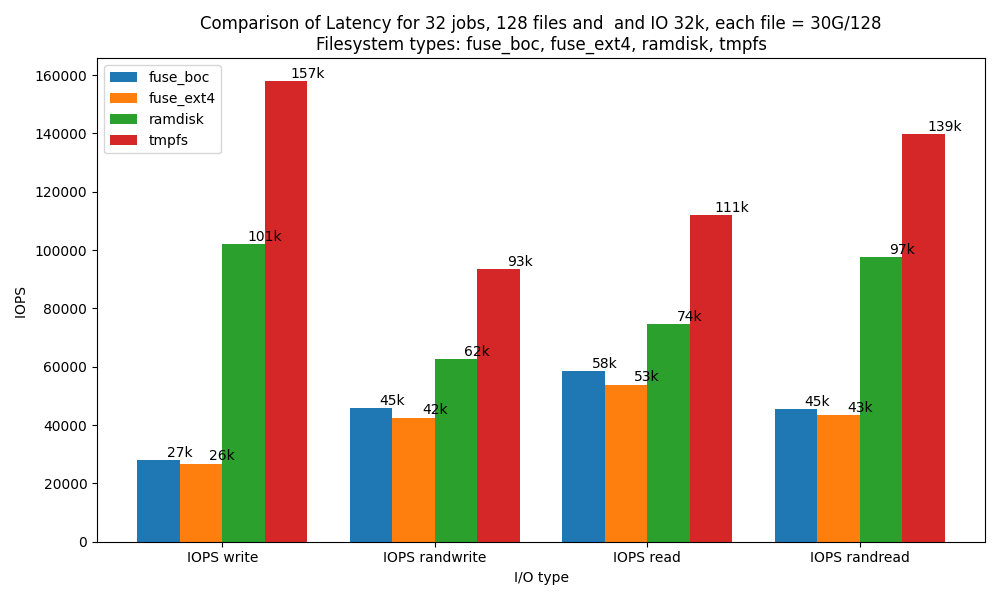 Comparison of Latency for 32 jobs, 128 files and  and IO 32k, each file = 30G/128
Filesystem types: fuse_boc, fuse_ext4, ramdisk, tmpfs
fuse_boc
fuse_ext4
ramdisk
tmpfs
IOPS
160000
140000
120000
100000
80000
60000
40000
20000
0
27k
26k
101k
157k
45k
42k
62k
93k
58k
53k
74k
111k
45k
43k
97k
139k
IOPS write
IOPS randwrite
IOPS read
IOPS randread
I/O type